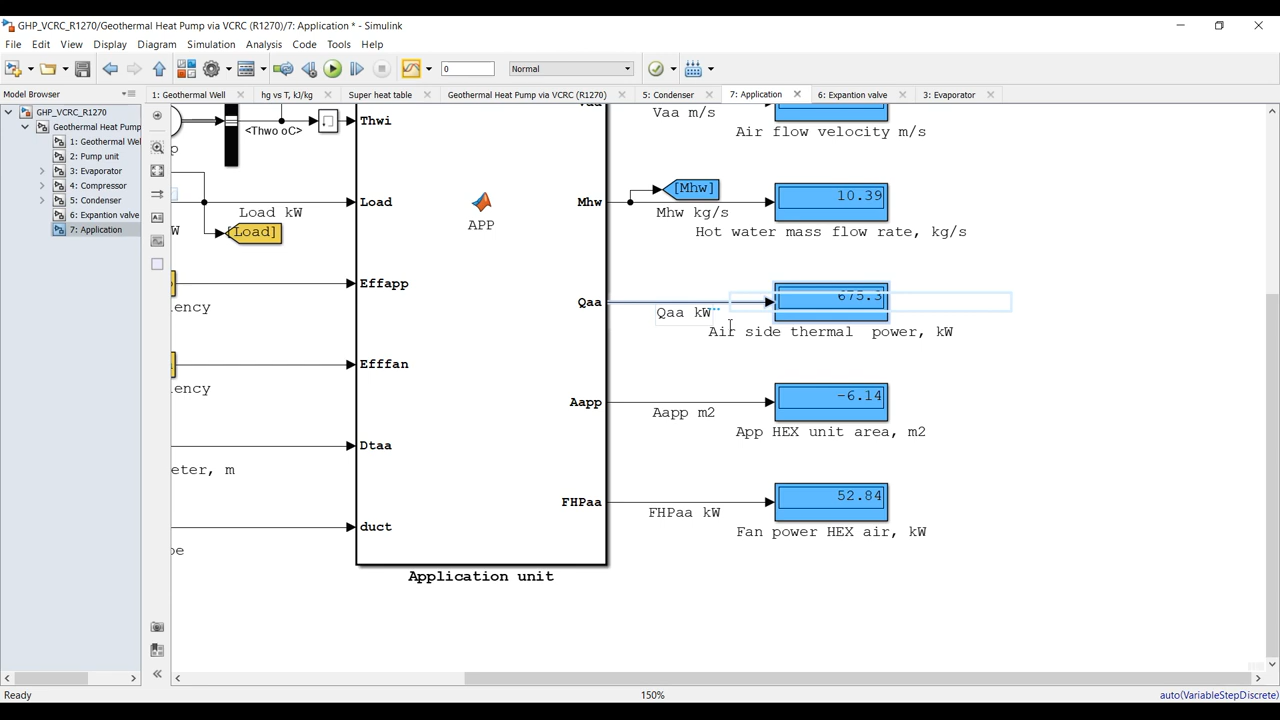 GHP_VCRC_R1270/Geothermal Heat Pump via VCRC (R1270)/7: Application * - Simulink
File Edit View Display Diagram Simulation Analysis Code Tools Help
0 Normal
Model Browser
1: Geothermal Well hg vs T, kJ/kg Super heat table Geothermal Heat Pump via VCRC (R1270) 5: Condenser 7: Application 6: Expantion valve 3: Evaporator
GHP_VCRC_R1270
Geothermal Heat Pump
1: Geothermal Wel
2: Pump unit
3: Evaporator
4: Compressor
5: Condenser
6: Expantion valve
7: Application
<Thwo oC>
Thwi
Vaa m/s
Air flow velocity m/s
Load
Load kW
[Load]
APP
Mhw
[Mhw]
Mhw kg/s
10.39
Hot water mass flow rate, kg/s
Effapp
iency
Qaa
Qaa kW
675.3
Air side thermal power, kW
Efffan
iency
Aapp
Aapp m2
-6.14
App HEX unit area, m2
Dtaa
eter, m
FHPaa
FHPaa kW
52.84
Fan power HEX air, kW
duct
pe
Application unit
Ready 150% auto(VariableStepDiscrete)